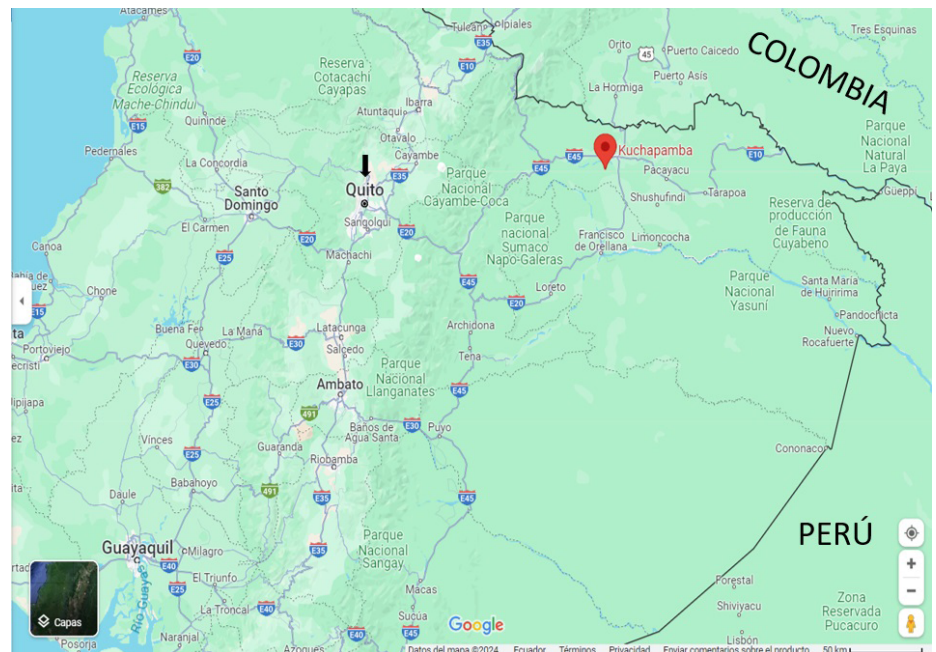 Atacames
Tulcán
Ipiales
E35
Orito
45
Puerto Caicedo
Tres Esquinas
COLOMBIA
E20
Reserva
Cotacachi
Cayapas
E10
Puerto Asís
Reserva
Ecológica
Mache-Chindul
La Hormiga
Ibarra
Atuntaqui
E15
Quininde
Otavalo
Parque
Nacional
Natural
La Paya
Pedernales
La Concordia
Cayambe
E35
E45
E45
Kuchapamba
E10
382
Santo
Domingo
Quito
Parque
Nacional
Cayambe-Coca
Pacayacu
Tarapoa
Güeppi
Shushufindi
El Carmen
Sangolgui
Parque
nacional
Sumaco
Napo-Galeras
Reserva de
producción
de Fauna
Cuyabeno
E20
E20
Francisco
de Orellana
Limoncocha
Canoa
Machachi
E25
Parque
Nacional
Yasuní
Chone
E45
Loreto
E20
Santa María
de Huiririma
E15
Pandochicta
Buena Fe
La Maná
Latacunga
Archidona
Nuevo
Rocafuerte
Portoviejo
Quevedo
E30
Salcedo
Tena
E30
Parque
Nacional
Llanganates
Ambato
E45
Jipijapa
E25
491
Baños de
Agua Santa
E30
Puyo
Vinces
Guaranda
Cononaco
E25
Riobamba
Babahoyo
491
Daule
E35
E45
PERÚ
Parque
Nacional
Sangay
Guayaquil
Milagro
E35
E40
El Triunfo
Macas
Forestal
E25
Shiviyacu
Zona
Reservada
Pucacuro
Río Guayas
La Troncal
Sucúa
Capas
E40
E40
Google
E45
Lisbón
Posorja
Naranjal
Azogues
Datos del mapa ©2024 Ecuador Términos Privacidad Enviar comentarios sobre el producto 50 km